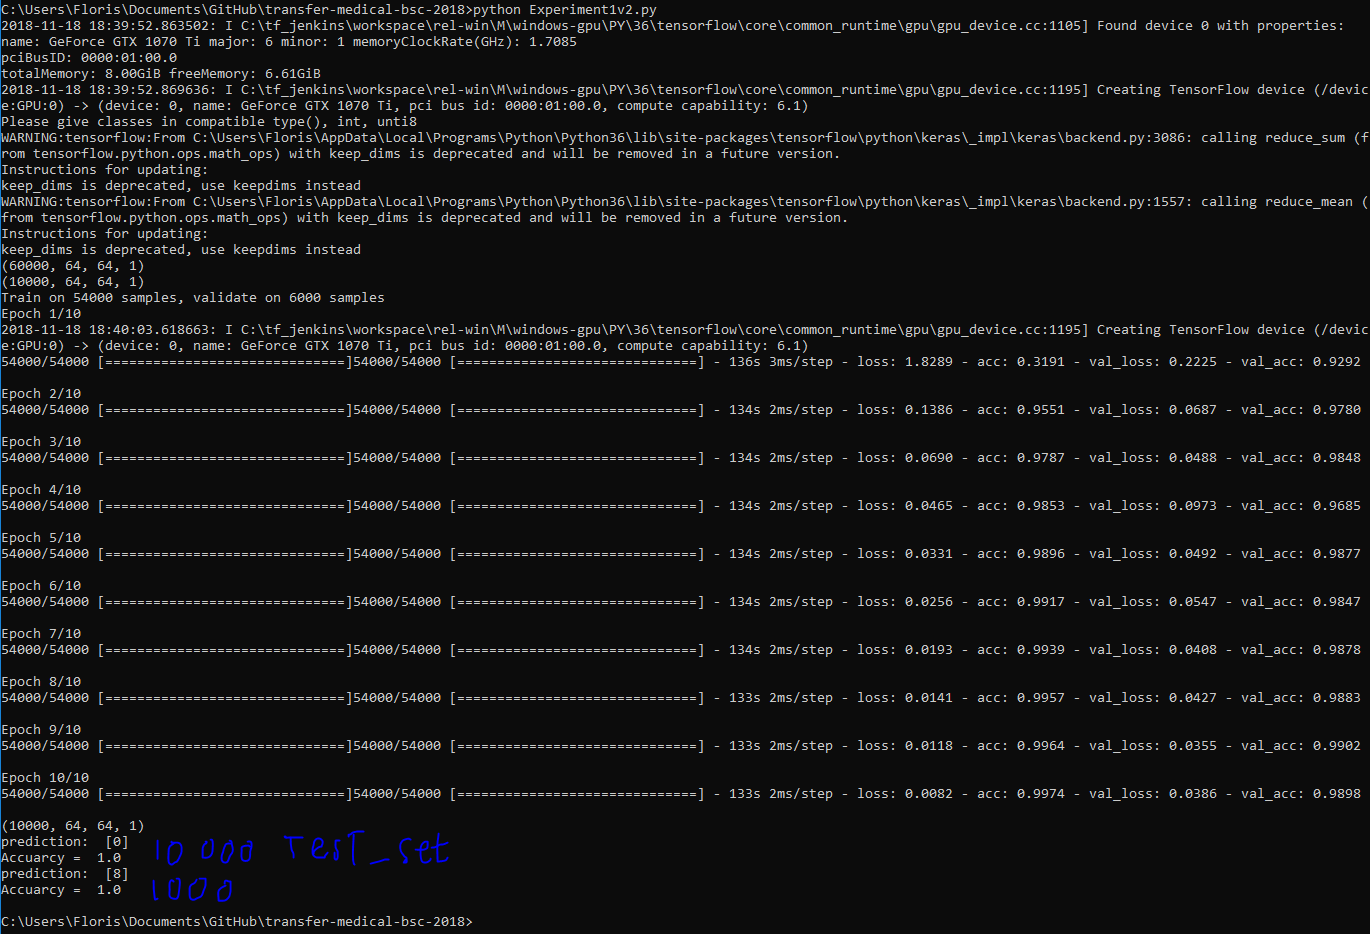 C:\Users\Floris\Documents\GitHub\transfer-medical-bsc-2018>python Experiment1v2.py
2018-11-18 18:39:52.863502: I C:\tf_jenkins\workspace\rel-win\M\windows-gpu\PY\36\tensorflow\core\common_runtime\gpu\gpu_device.cc:1105] Found device 0 with properties:
name: GeForce GTX 1070 Ti major: 6 minor: 1 memoryClockRate(GHz): 1.7085
pciBusID: 0000:01:00.0
totalMemory: 8.00GiB freeMemory: 6.61GiB
2018-11-18 18:39:52.869636: I C:\tf_jenkins\workspace\rel-win\M\windows-gpu\PY\36\tensorflow\core\common_runtime\gpu\gpu_device.cc:1195] Creating TensorFlow device (/devic
e:GPU:0) -> (device: 0, name: GeForce GTX 1070 Ti, pci bus id: 0000:01:00.0, compute capability: 6.1)
Please give classes in compatible type(), int, unti8
WARNING:tensorflow:From C:\Users\Floris\AppData\Local\Programs\Python\Python36\lib\site-packages\tensorflow\python\keras\_impl\keras\backend.py:3086: calling reduce_sum (f
rom tensorflow.python.ops.math_ops) with keep_dims is deprecated and will be removed in a future version.
Instructions for updating:
keep_dims is deprecated, use keepdims instead
WARNING:tensorflow:From C:\Users\Floris\AppData\Local\Programs\Python\Python36\lib\site-packages\tensorflow\python\keras\_impl\keras\backend.py:1557: calling reduce_mean (
from tensorflow.python.ops.math_ops) with keep_dims is deprecated and will be removed in a future version.
Instructions for updating:
keep_dims is deprecated, use keepdims instead
(60000, 64, 64, 1)
(10000, 64, 64, 1)
Train on 54000 samples, validate on 6000 samples
Epoch 1/10
2018-11-18 18:40:03.618663: I C:\tf_jenkins\workspace\rel-win\M\windows-gpu\PY\36\tensorflow\core\common_runtime\gpu\gpu_device.cc:1195] Creating TensorFlow device (/devic
e:GPU:0) -> (device: 0, name: GeForce GTX 1070 Ti, pci bus id: 0000:01:00.0, compute capability: 6.1)
54000/54000 [==============================]54000/54000 [==============================] - 136s 3ms/step - loss: 1.8289 - acc: 0.3191 - val_loss: 0.2225 - val_acc: 0.9292
Epoch 2/10
54000/54000 [==============================]54000/54000 [==============================] - 134s 2ms/step - loss: 0.1386 - acc: 0.9551 - val_loss: 0.0687 - val_acc: 0.9780
Epoch 3/10
54000/54000 [==============================]54000/54000 [==============================] - 134s 2ms/step - loss: 0.0690 - acc: 0.9787 - val_loss: 0.0488 - val_acc: 0.9848
Epoch 4/10
54000/54000 [==============================]54000/54000 [==============================] - 134s 2ms/step - loss: 0.0465 - acc: 0.9853 - val_loss: 0.0973 - val_acc: 0.9685
Epoch 5/10
54000/54000 [==============================]54000/54000 [==============================] - 134s 2ms/step - loss: 0.0331 - acc: 0.9896 - val_loss: 0.0492 - val_acc: 0.9877
Epoch 6/10
54000/54000 [==============================]54000/54000 [==============================] - 134s 2ms/step - loss: 0.0256 - acc: 0.9917 - val_loss: 0.0547 - val_acc: 0.9847
Epoch 7/10
54000/54000 [==============================]54000/54000 [==============================] - 134s 2ms/step - loss: 0.0193 - acc: 0.9939 - val_loss: 0.0408 - val_acc: 0.9878
Epoch 8/10
54000/54000 [==============================]54000/54000 [==============================] - 133s 2ms/step - loss: 0.0141 - acc: 0.9957 - val_loss: 0.0427 - val_acc: 0.9883
Epoch 9/10
54000/54000 [==============================]54000/54000 [==============================] - 133s 2ms/step - loss: 0.0118 - acc: 0.9964 - val_loss: 0.0355 - val_acc: 0.9902
Epoch 10/10
54000/54000 [==============================]54000/54000 [==============================] - 133s 2ms/step - loss: 0.0082 - acc: 0.9974 - val_loss: 0.0386 - val_acc: 0.9898
(10000, 64, 64, 1)
prediction:  [0]
10 000 Test_set
Accuarcy =  1.0
prediction:  [8]
1000
Accuarcy =  1.0
C:\Users\Floris\Documents\GitHub\transfer-medical-bsc-2018>